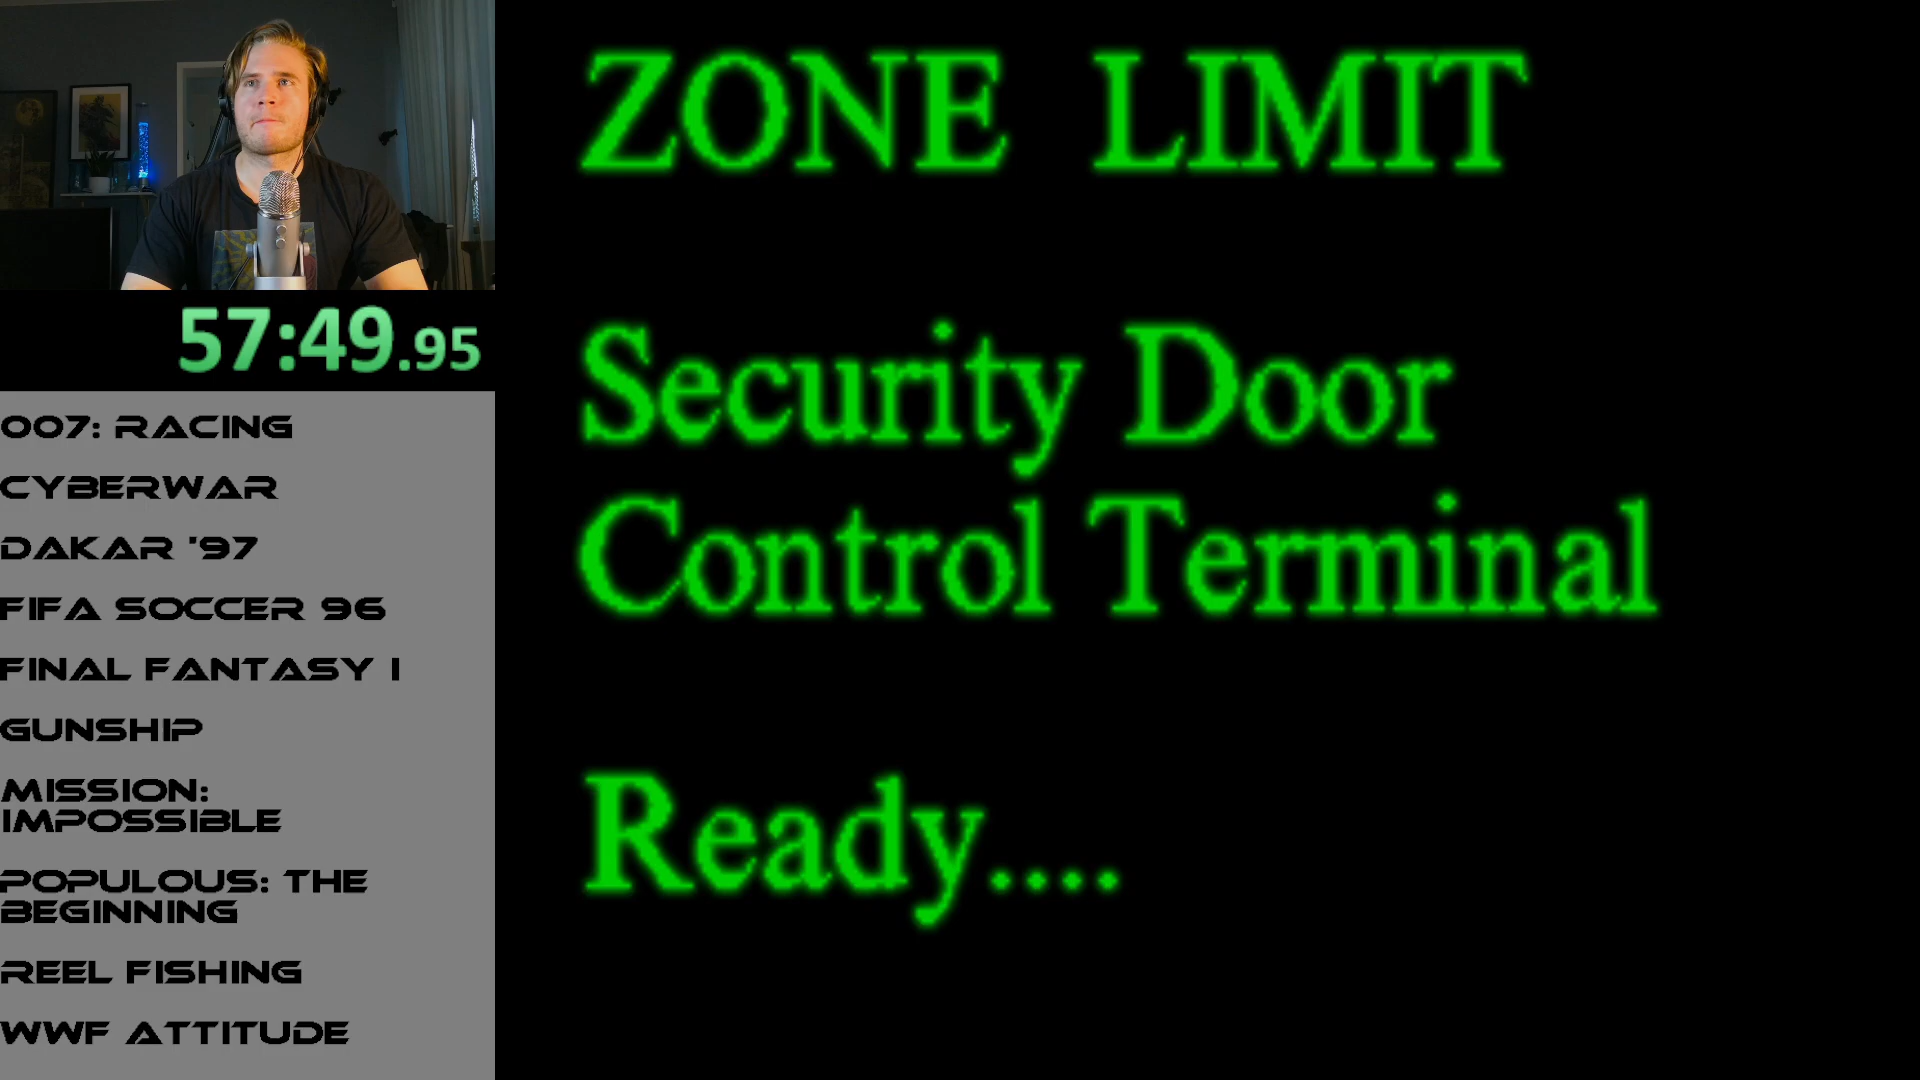 57:49.95
007: RACING
CYBERWAR
DAKAR '97
FIFA SOCCER 96
FINAL FANTASY I
GUNSHIP
MISSION:
IMPOSSIBLE
POPULOUS: THE
BEGINNING
REEL FISHING
WWF ATTITUDE
ZONE LIMIT
Security Door
Control Terminal
Ready....